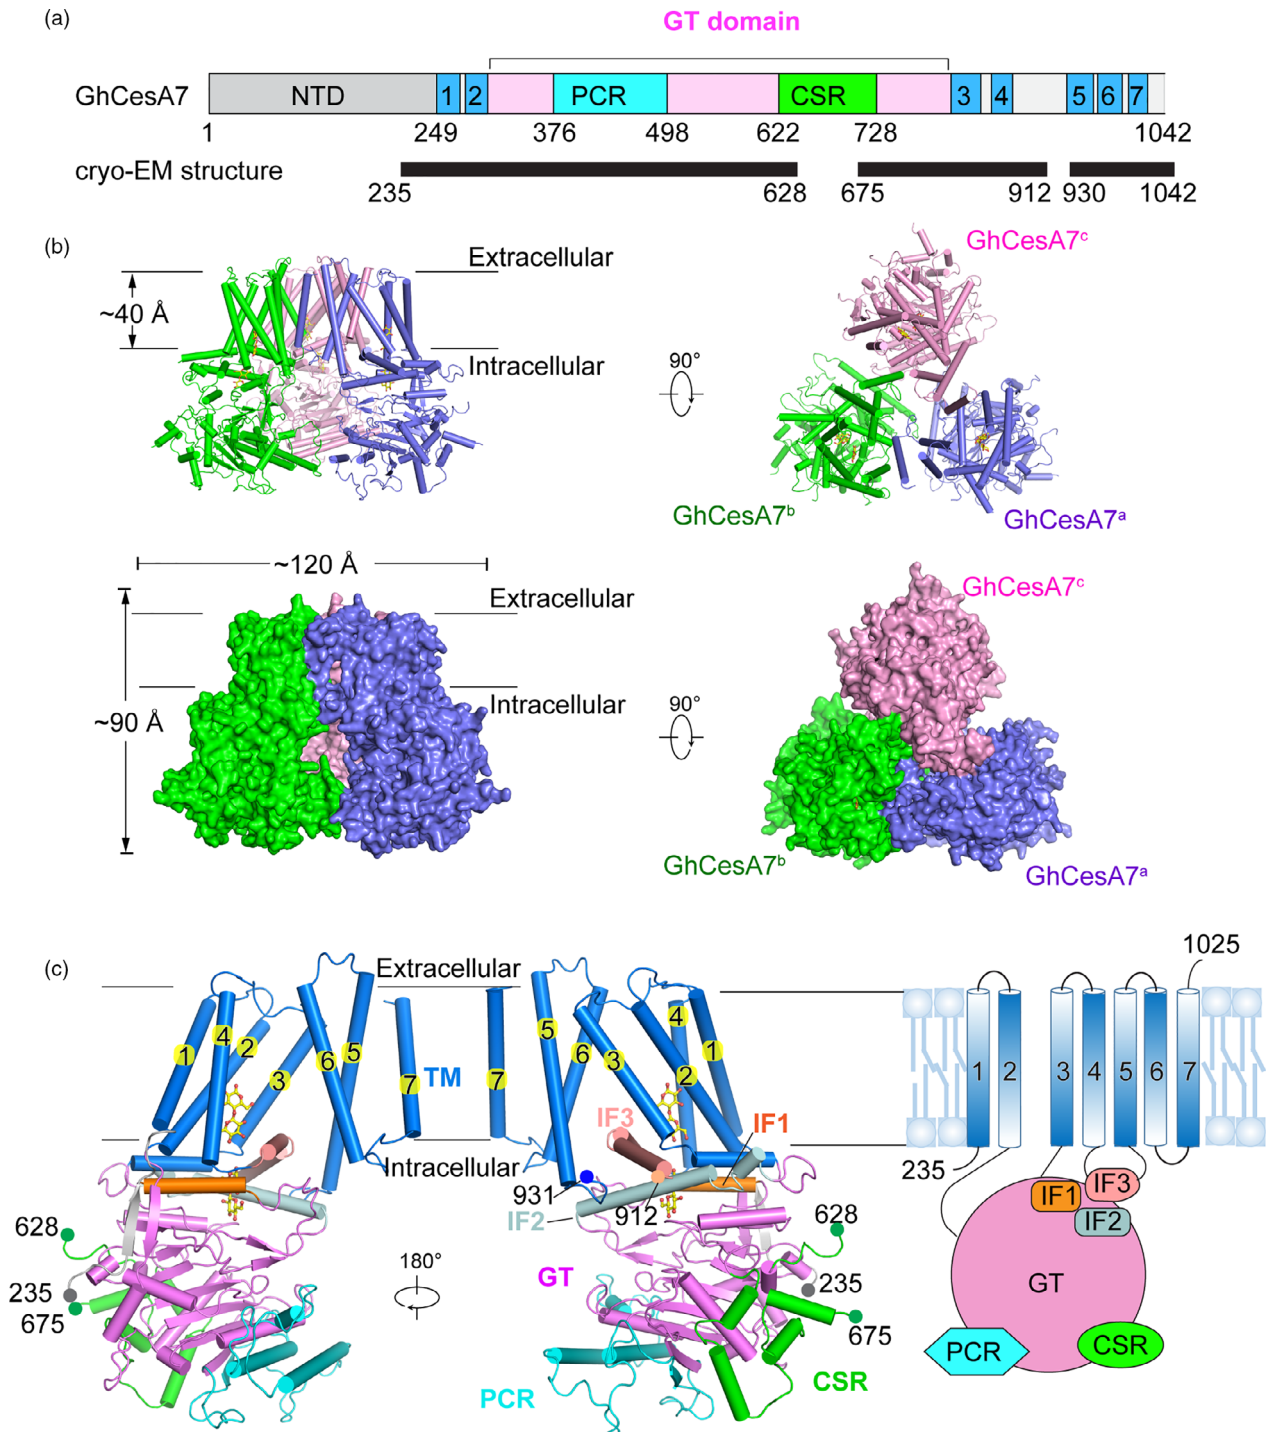 (a)
GT domain
GhCesA7
NTD 1 2 PCR CSR 3 4 5 6 7
1 249 376 498 622 728 1042
cryo-EM structure
235 628 675 912 930 1042
(b)
Extracellular
~40 Å
Intracellular
90°
GhCesA7ᶜ
GhCesA7ᵇ
GhCesA7ᵃ
~120 Å
Extracellular
~90 Å
Intracellular
90°
GhCesA7ᶜ
GhCesA7ᵇ
GhCesA7ᵃ
(c)
Extracellular
1 4 2 3 6 5 7 TM
7 5 6 3 4 2 1
IF3 IF1
Intracellular
931
IF2
912
628
235
675
180°
GT
628
235
675
PCR
CSR
1025
1 2 3 4 5 6 7
235
IF1 IF3
IF2
GT
PCR CSR